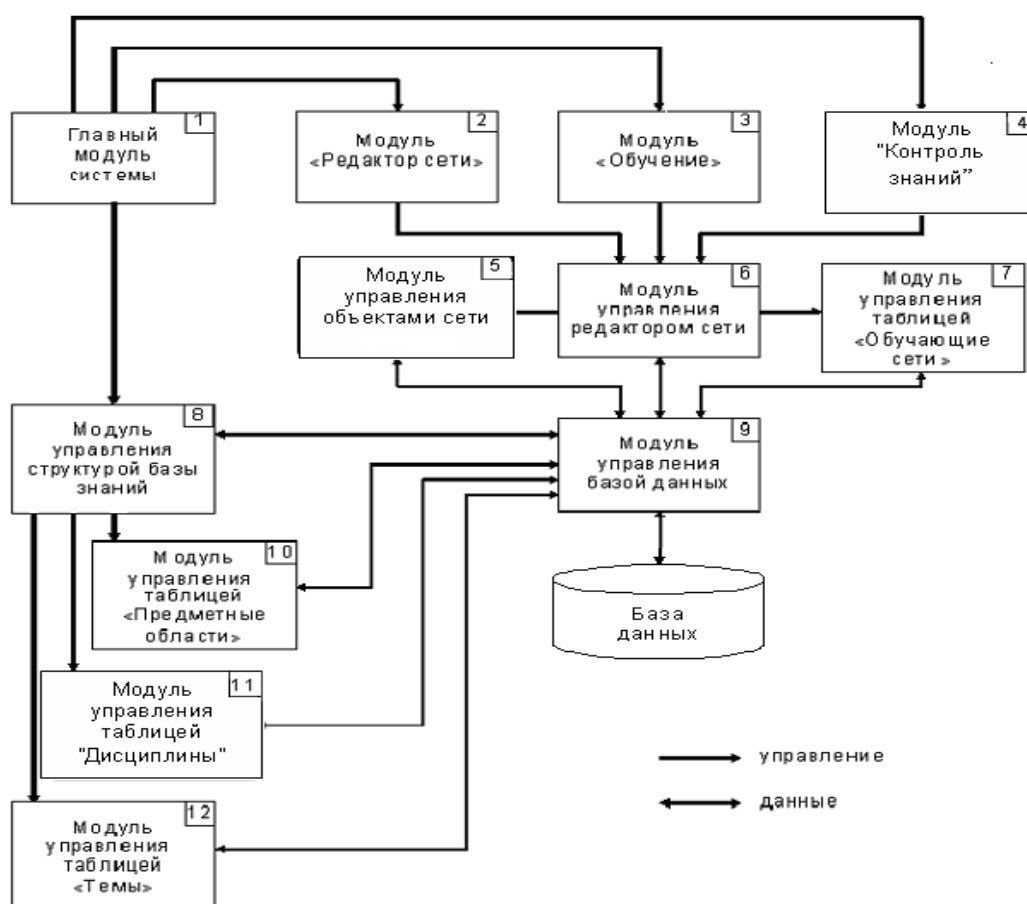 1
Главный
модуль
системы
2
Модуль
«Редактор сети»
3
Модуль
«Обучение»
4
Модуль
"Контроль
знаний”
5
Модуль
управления
объектами сети
6
Модуль
управления
редактором сети
7
Модуль
управления
таблицей
«Обучающие
сети»
8
Модуль
управления
структурой базы
знаний
9
Модуль
управления
базой данных
10
Модуль
управления
таблицей
«Предметные
области»
База
данных
11
Модуль
управления
таблицей
"Дисциплины"
управление
данные
12
Модуль
управления
таблицей
«Темы»